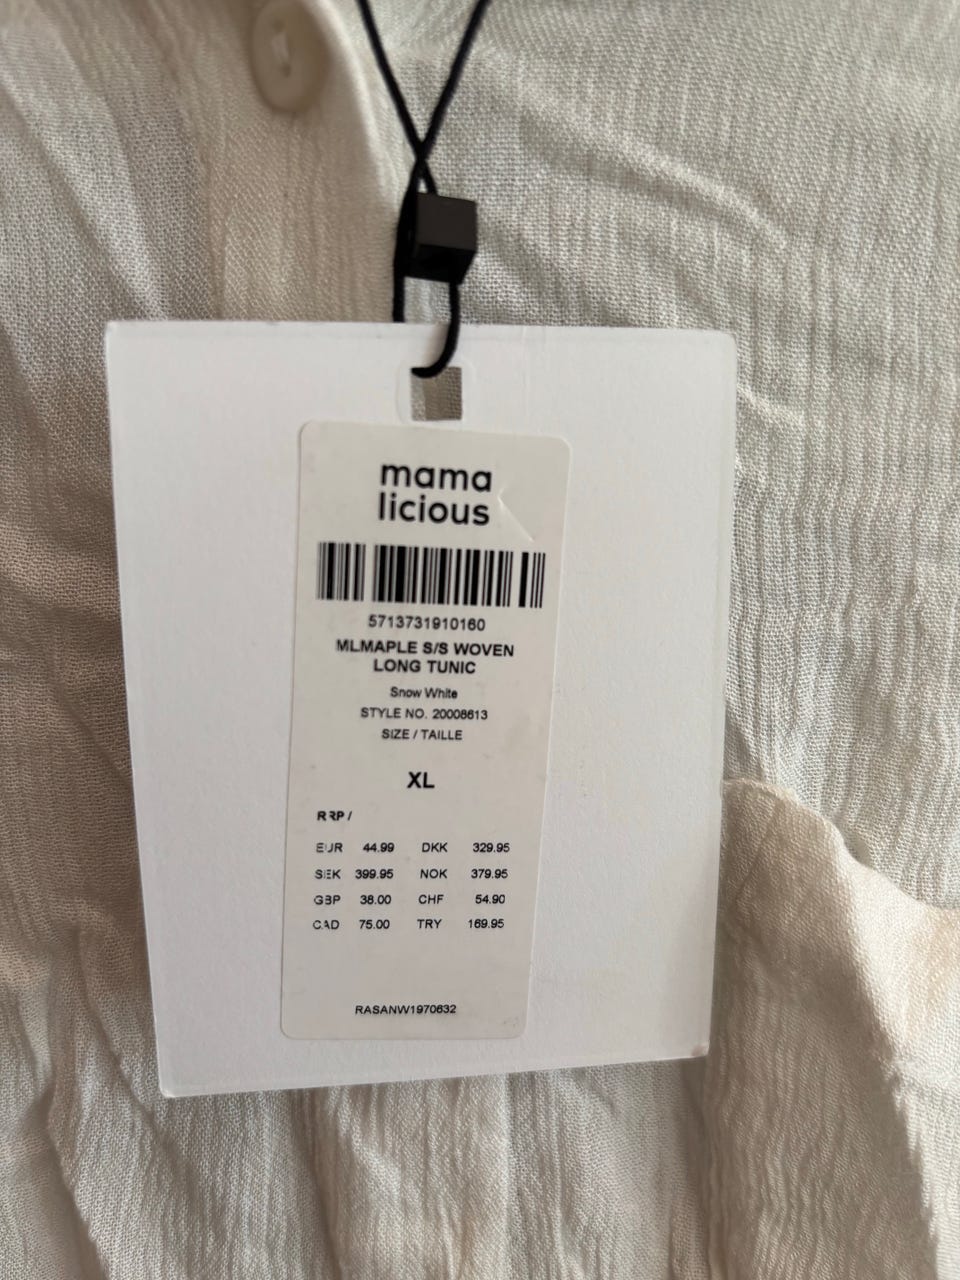 mama
licious
5713731910160
MLMAPLE S/S WOVEN
LONG TUNIC
Snow White
STYLE NO. 20008613
SIZE / TAILLE
XL
RRP /
EUR 44.99 DKK 329.95
SEK 399.95 NOK 379.95
GBP 38.00 CHF 54.90
CAD 75.00 TRY 169.95
RASANW1970632